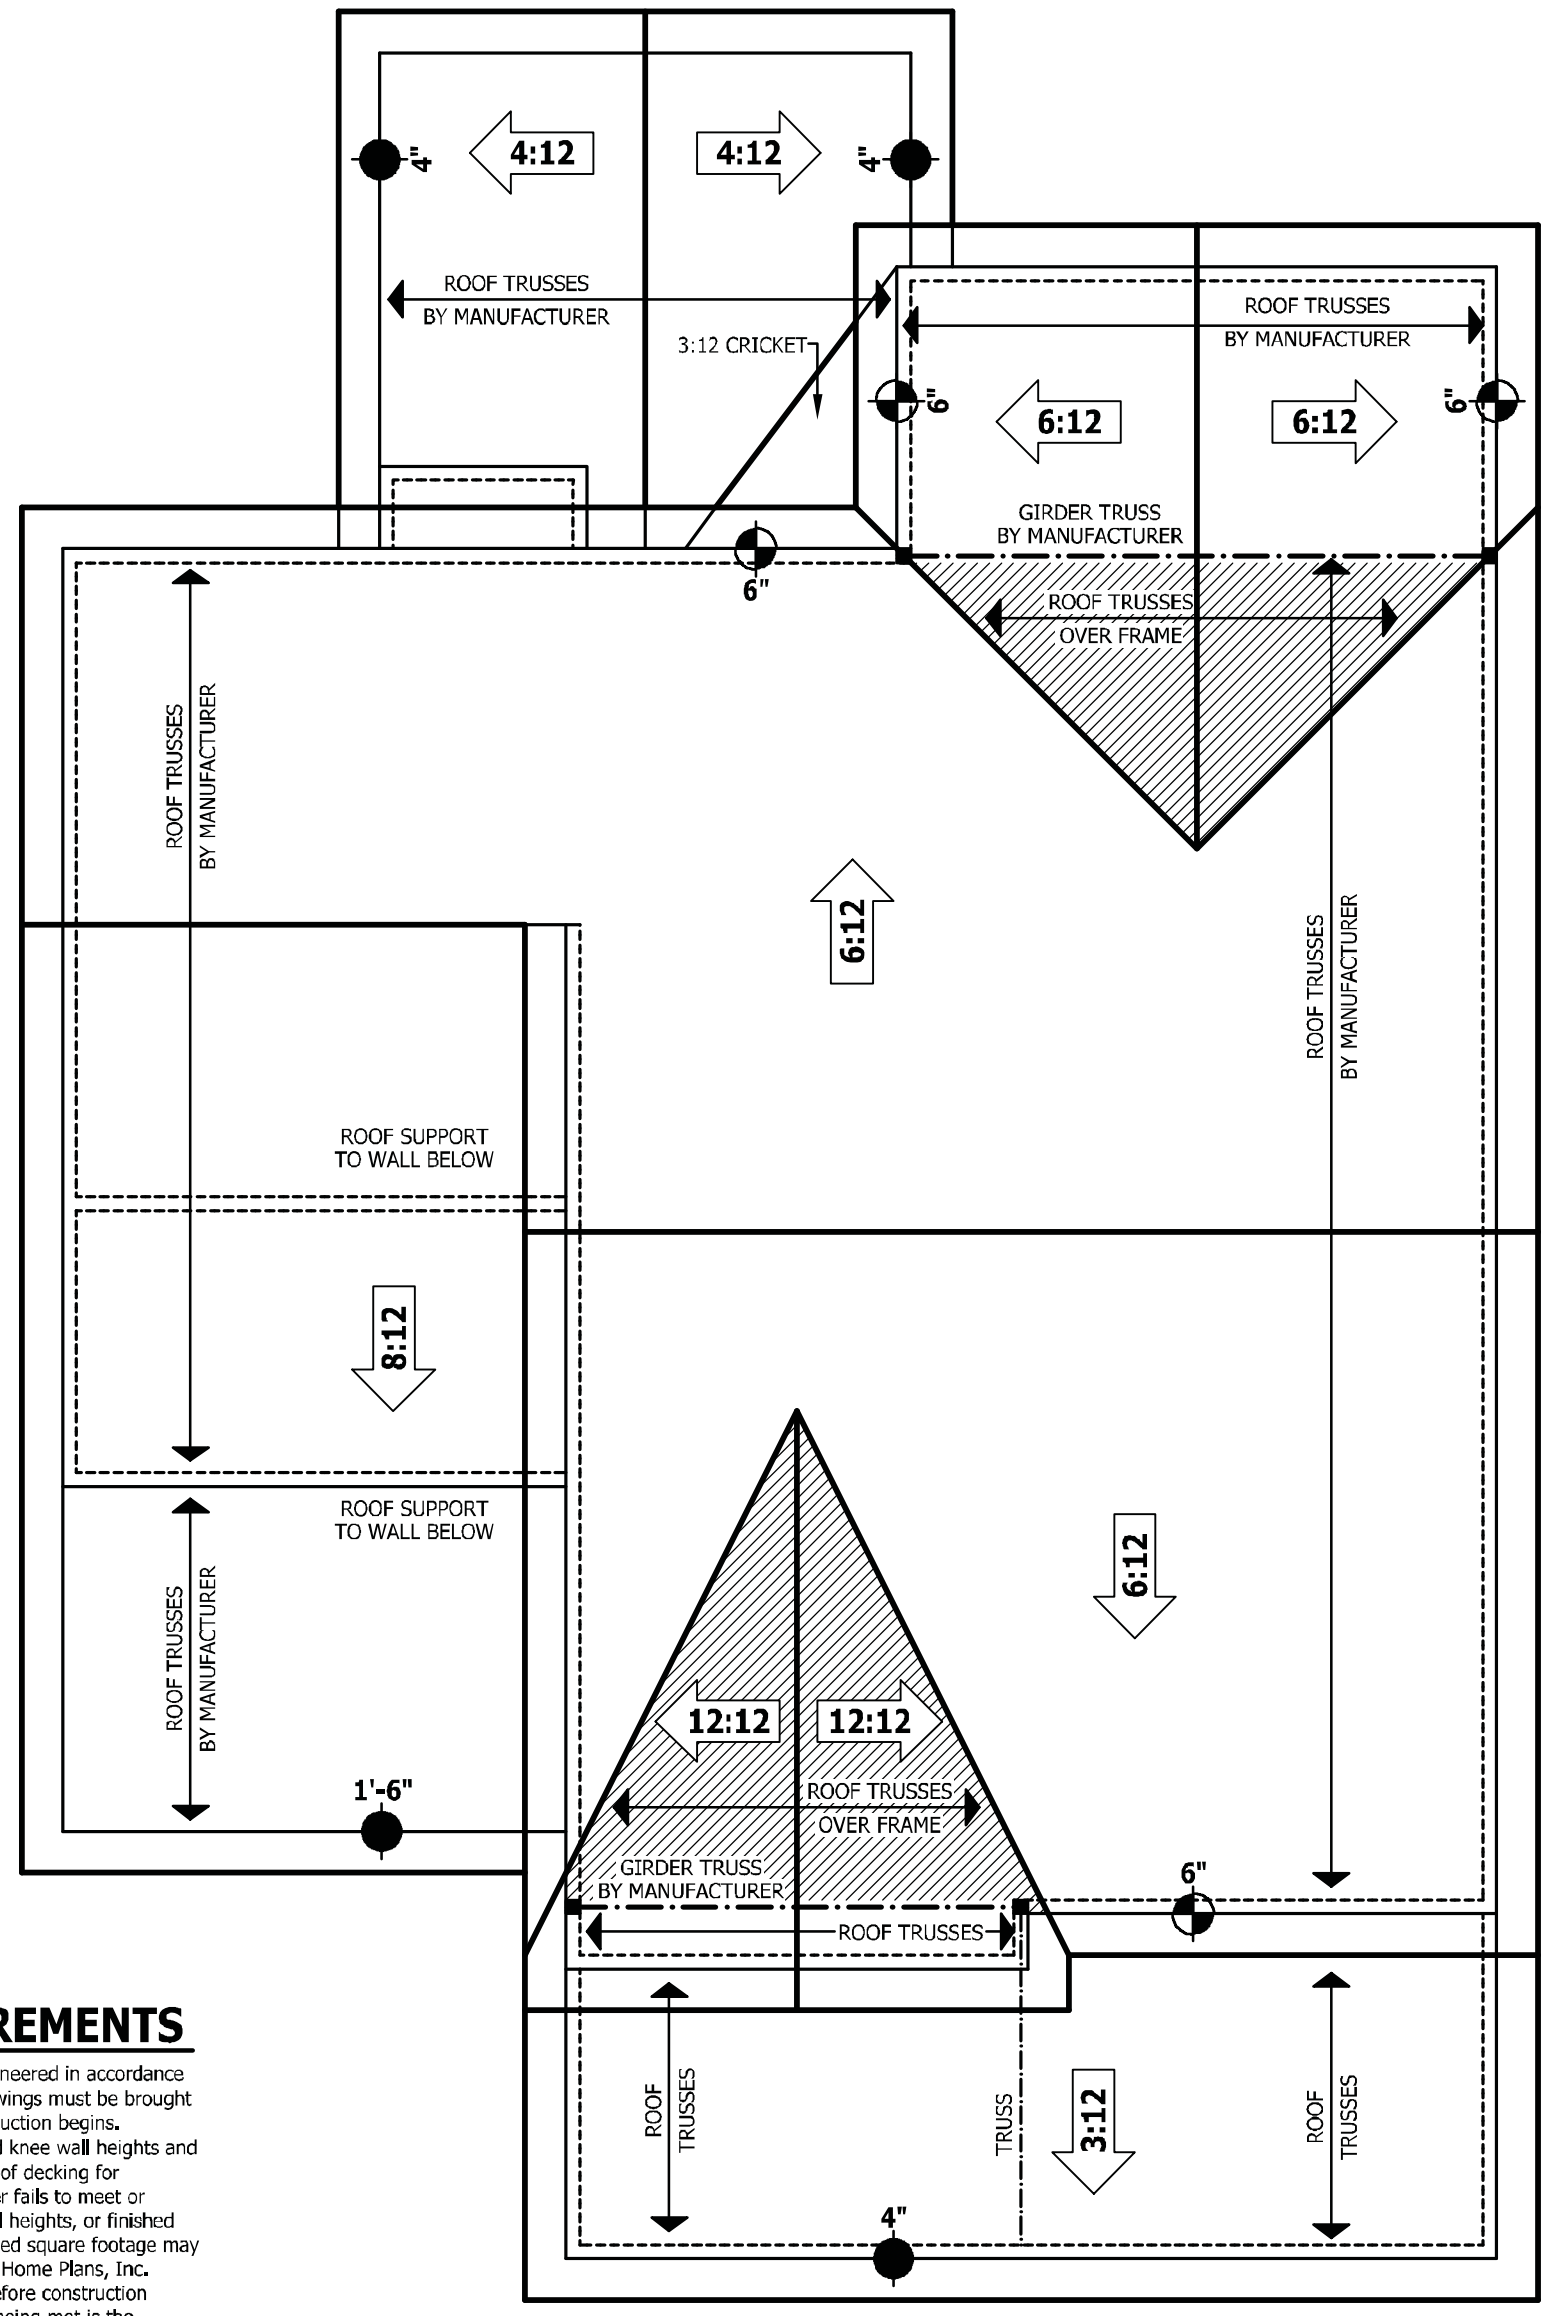 4:12
4:12
4"
4"
ROOF TRUSSES
BY MANUFACTURER
ROOF TRUSSES
BY MANUFACTURER
3:12 CRICKET
6"
6"
6:12
6:12
GIRDER TRUSS
BY MANUFACTURER
6"
ROOF TRUSSES
OVER FRAME
ROOF TRUSSES
BY MANUFACTURER
6:12
ROOF TRUSSES
BY MANUFACTURER
ROOF SUPPORT
TO WALL BELOW
8:12
ROOF SUPPORT
TO WALL BELOW
6:12
ROOF TRUSSES
BY MANUFACTURER
12:12
12:12
1'-6"
ROOF TRUSSES
OVER FRAME
GIRDER TRUSS
BY MANUFACTURER
6"
ROOF TRUSSES
ROOF
TRUSSES
TRUSS
3:12
ROOF
TRUSSES
4"
REMENTS
neered in accordance
wings must be brought
uction begins.
l knee wall heights and
of decking for
r fails to meet or
l heights, or finished
ed square footage may
Home Plans, Inc.
efore construction